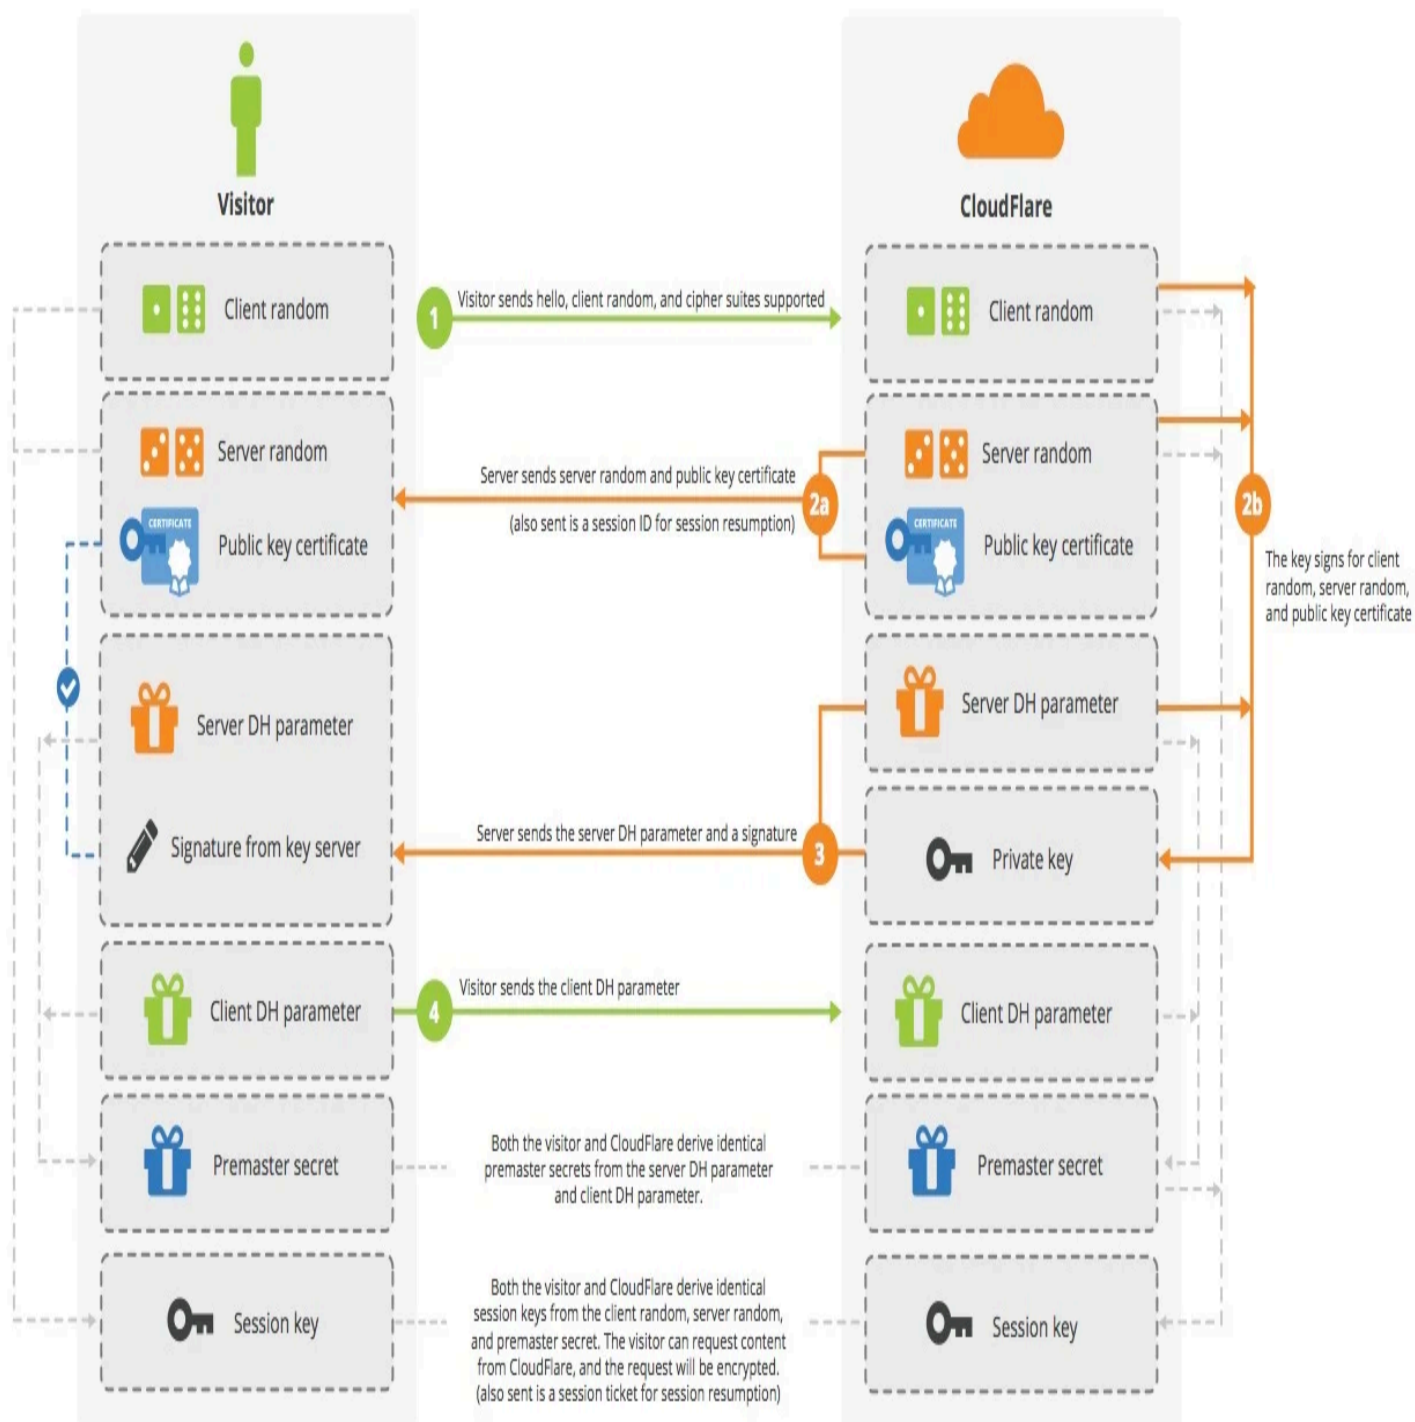 Visitor
CloudFlare
Client random
1
Visitor sends hello, client random, and cipher suites supported
Client random
Server random
CERTIFICATE
Public key certificate
Server sends server random and public key certificate
2a
(also sent is a session ID for session resumption)
Server random
CERTIFICATE
Public key certificate
2b
The key signs for client
random, server random,
and public key certificate
Server DH parameter
Signature from key server
Server DH parameter
Server sends the server DH parameter and a signature
3
Private key
Client DH parameter
4
Visitor sends the client DH parameter
Client DH parameter
Premaster secret
Both the visitor and CloudFlare derive identical
premaster secrets from the server DH parameter
and client DH parameter.
Premaster secret
Session key
Both the visitor and CloudFlare derive identical
session keys from the client random, server random,
and premaster secret. The visitor can request content
from CloudFlare, and the request will be encrypted.
(also sent is a session ticket for session resumption)
Session key